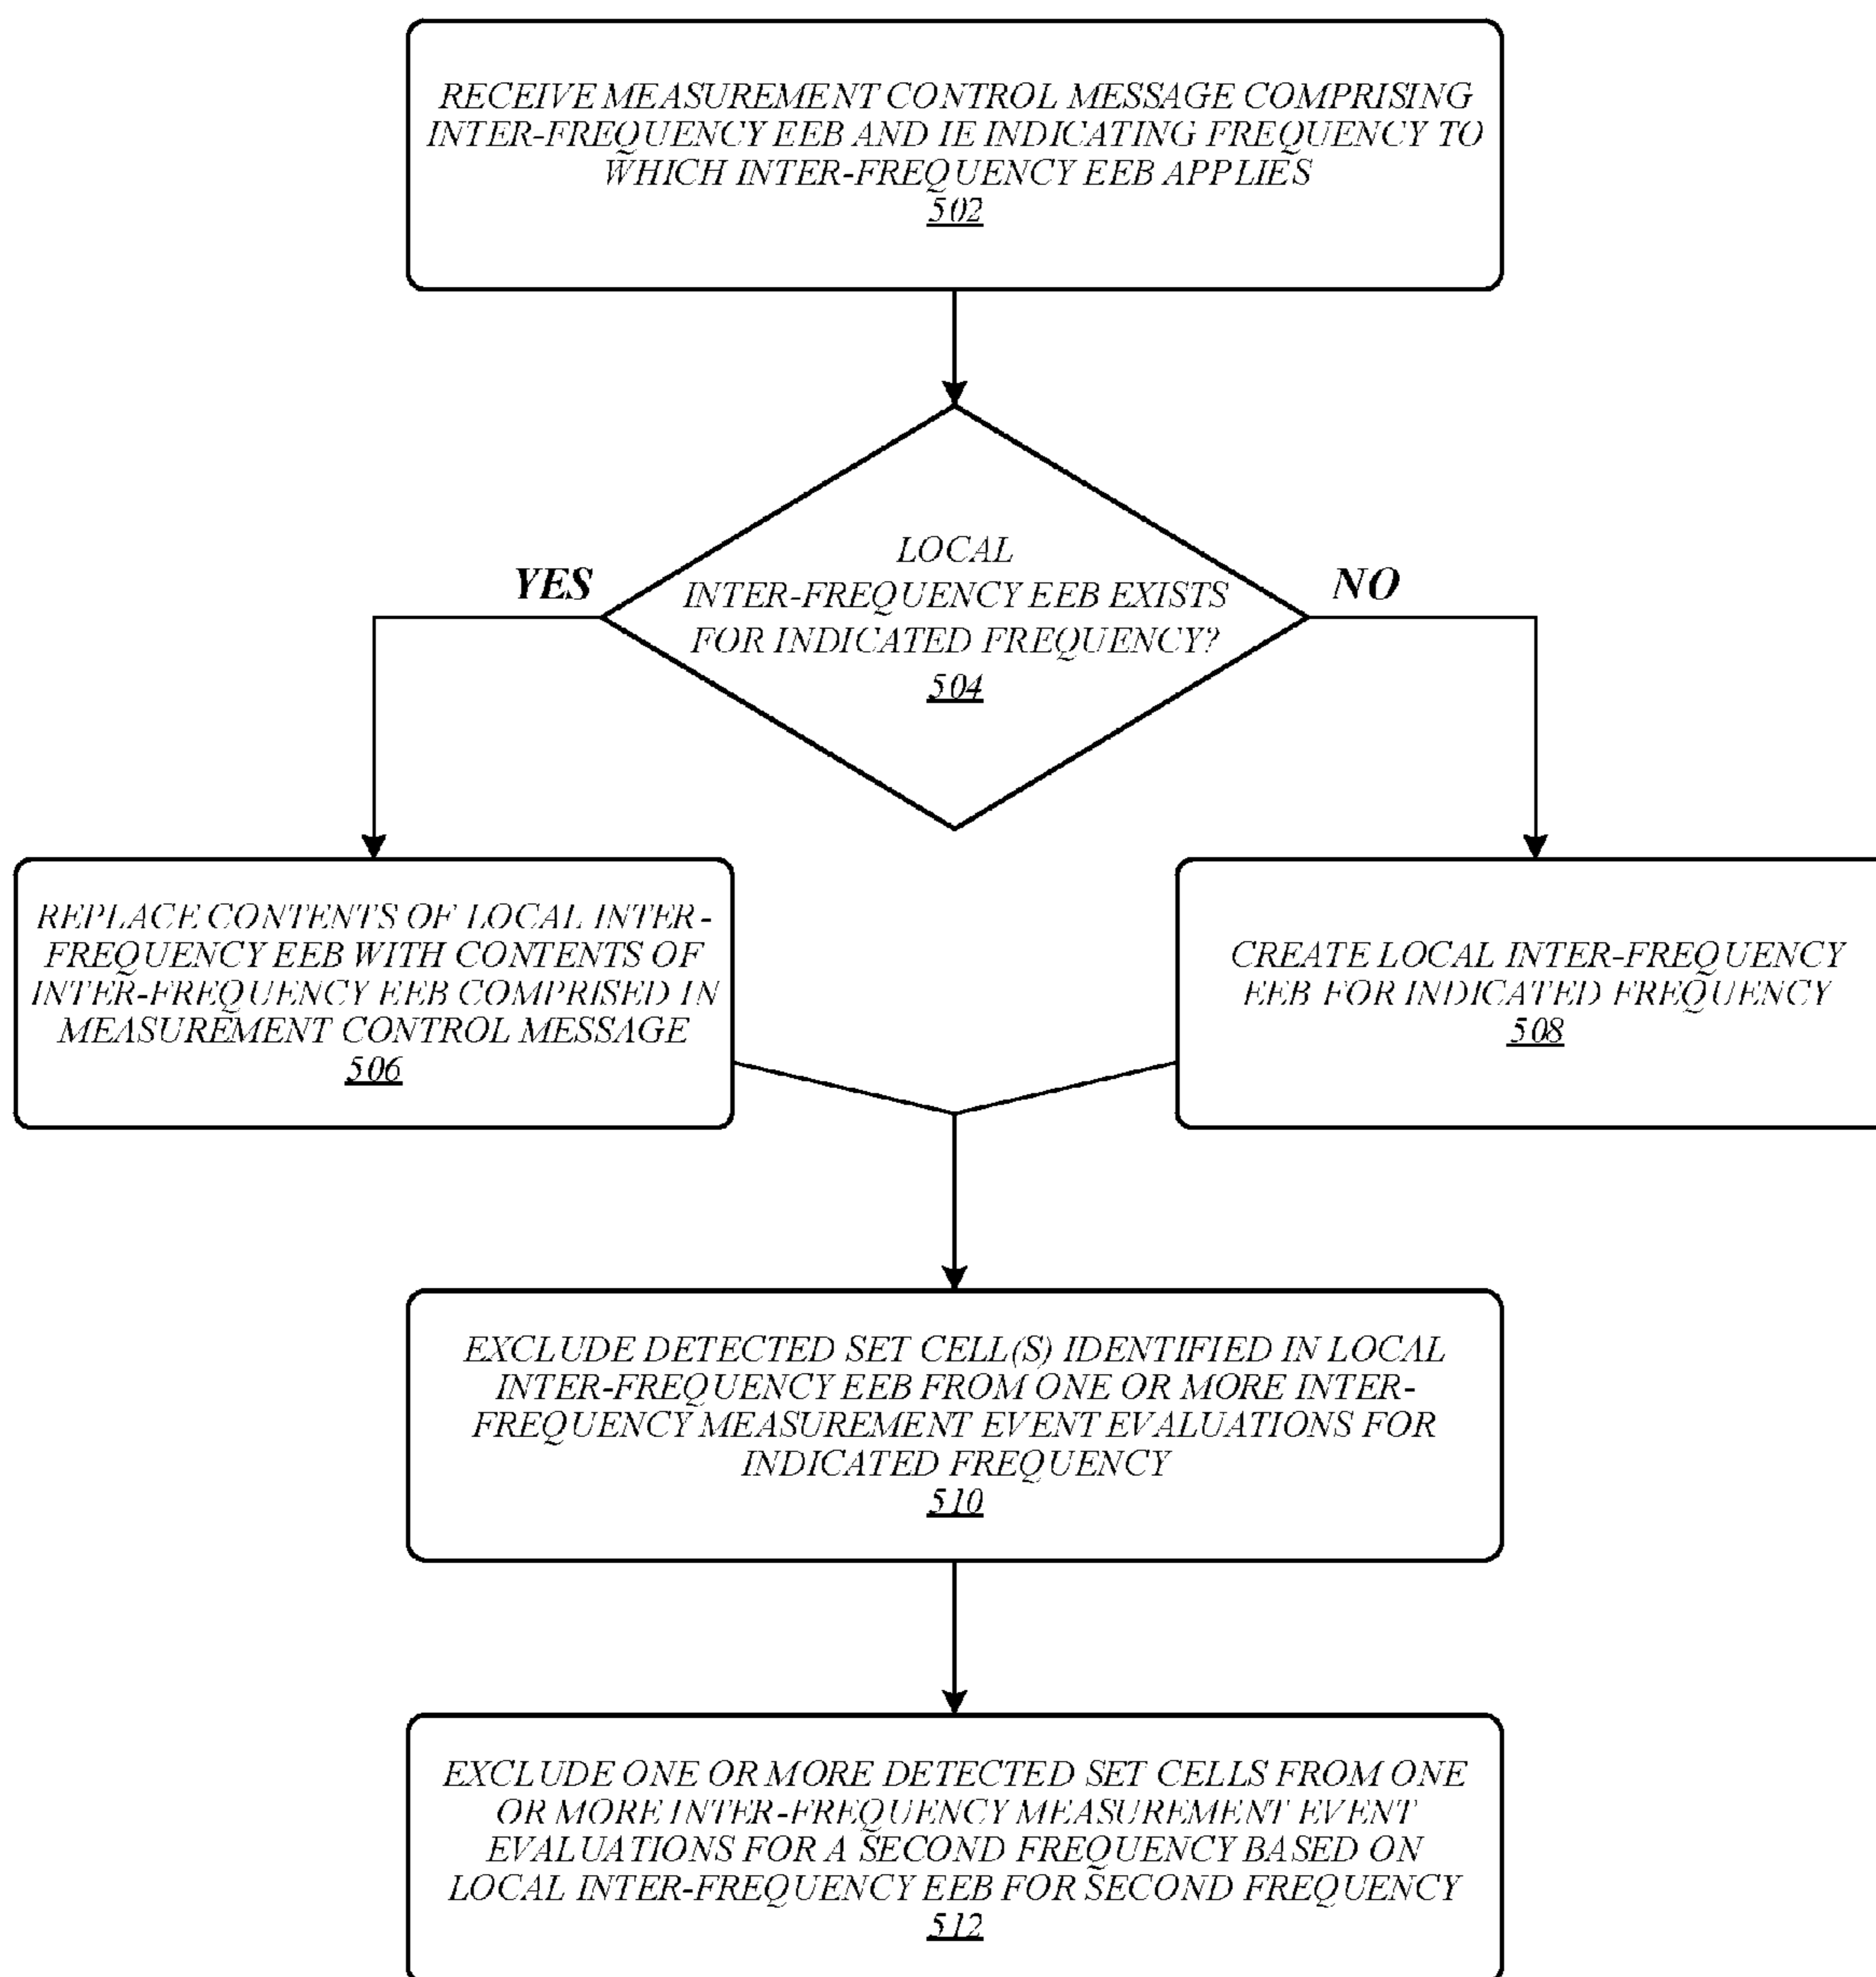 RECEIVE MEASUREMENT CONTROL MESSAGE COMPRISING
INTER-FREQUENCY EEB AND IE INDICATING FREQUENCY TO
WHICH INTER-FREQUENCY EEB APPLIES
502
LOCAL
INTER-FREQUENCY EEB EXISTS
FOR INDICATED FREQUENCY?
504
YES
NO
REPLACE CONTENTS OF LOCAL INTER-
FREQUENCY EEB WITH CONTENTS OF
INTER-FREQUENCY EEB COMPRISED IN
MEASUREMENT CONTROL MESSAGE
506
CREATE LOCAL INTER-FREQUENCY
EEB FOR INDICATED FREQUENCY
508
EXCLUDE DETECTED SET CELL(S) IDENTIFIED IN LOCAL
INTER-FREQUENCY EEB FROM ONE OR MORE INTER-
FREQUENCY MEASUREMENT EVENT EVALUATIONS FOR
INDICATED FREQUENCY
510
EXCLUDE ONE OR MORE DETECTED SET CELLS FROM ONE
OR MORE INTER-FREQUENCY MEASUREMENT EVENT
EVALUATIONS FOR A SECOND FREQUENCY BASED ON
LOCAL INTER-FREQUENCY EEB FOR SECOND FREQUENCY
512